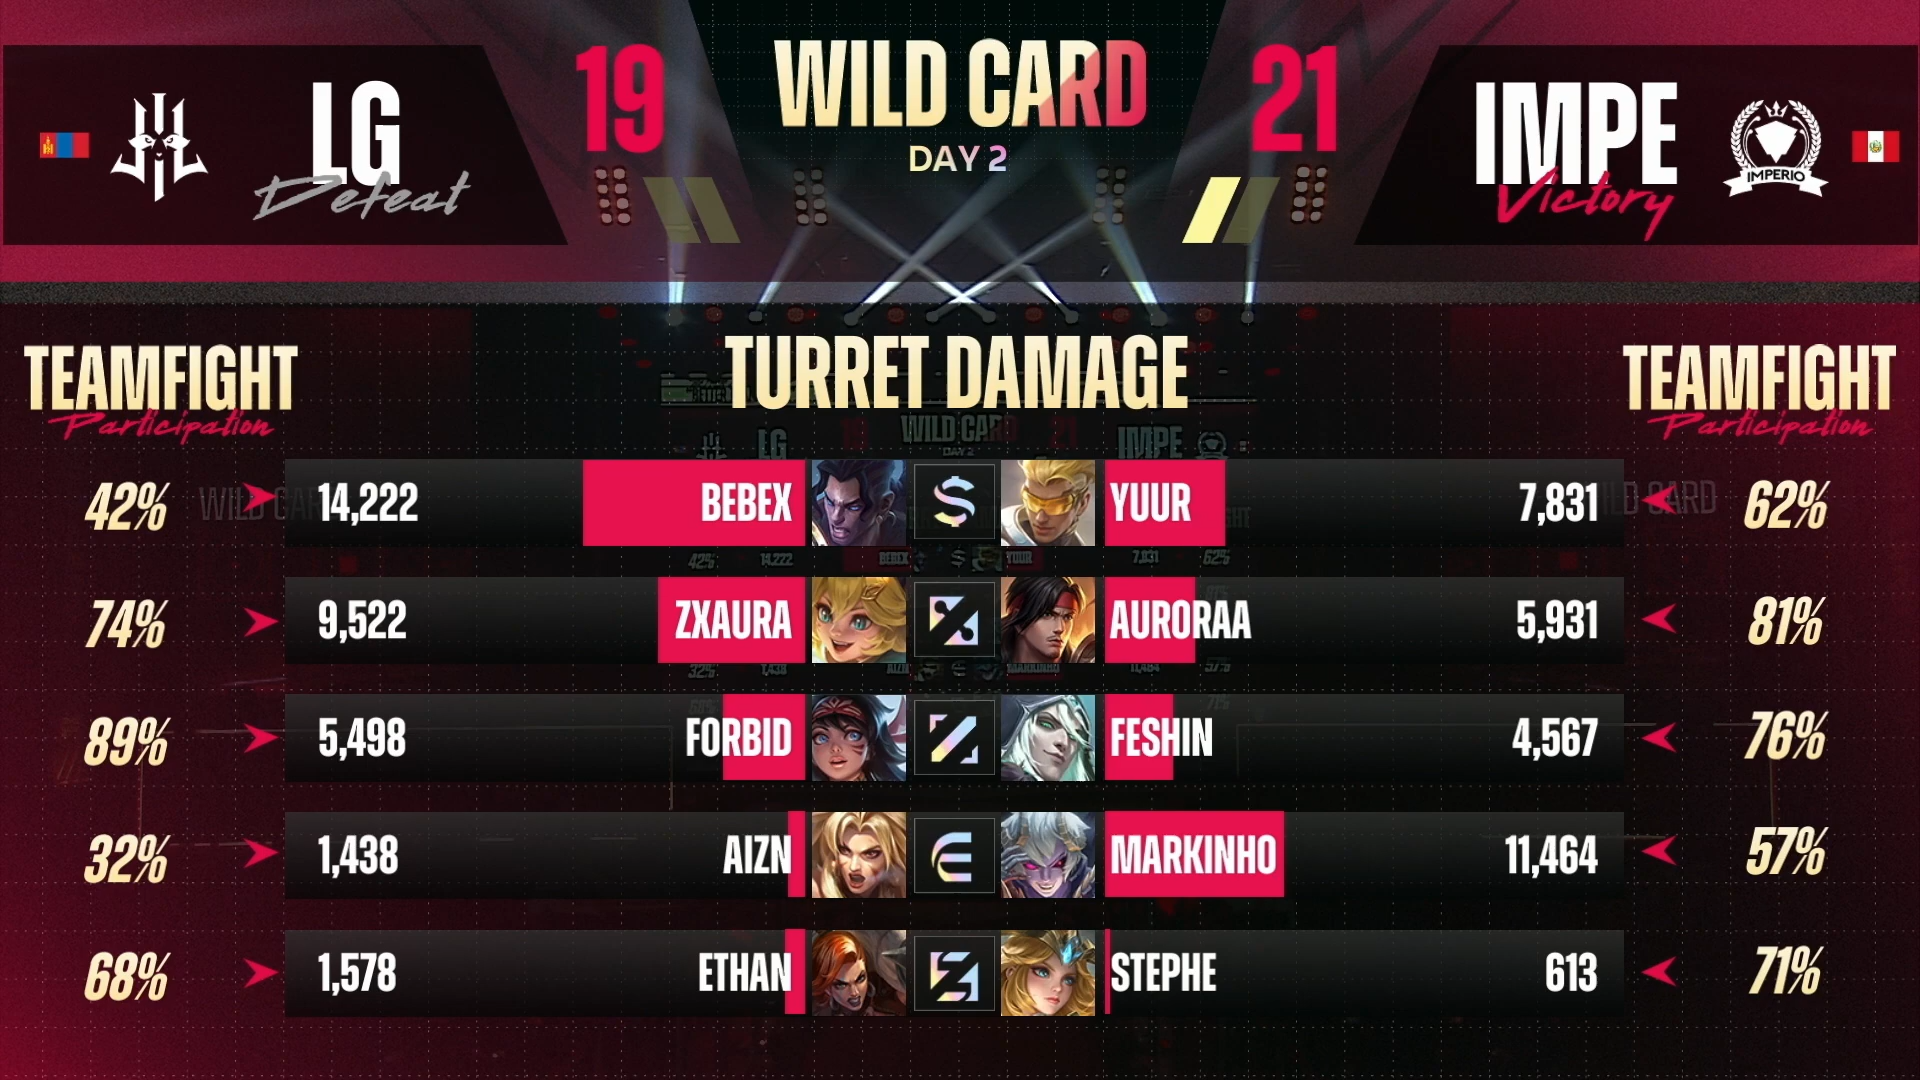 LG
Defeat
19
WILD CARD
DAY 2
21
IMPE
Victory
IMPERIO
TEAMFIGHT
Participation
TURRET DAMAGE
TEAMFIGHT
Participation
42% 14,222 BEBEX YUUR 7,831 62%
74% 9,522 ZXAURA AURORAA 5,931 81%
89% 5,498 FORBID FESHIN 4,567 76%
32% 1,438 AIZN MARKINHO 11,464 57%
68% 1,578 ETHAN STEPHE 613 71%